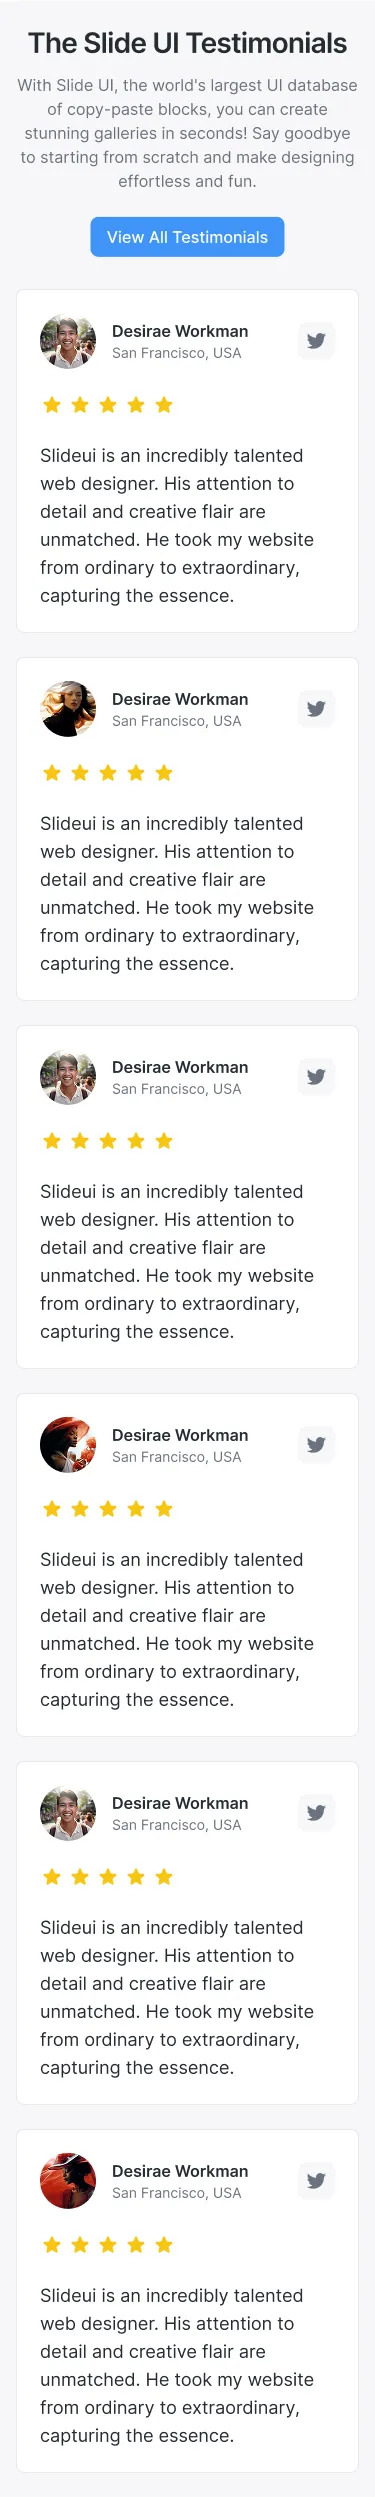 The Slide UI Testimonials
With Slide UI, the world's largest UI database
of copy-paste blocks, you can create
stunning galleries in seconds! Say goodbye
to starting from scratch and make designing
effortless and fun.
View All Testimonials
Desirae Workman
San Francisco, USA
Slideui is an incredibly talented
web designer. His attention to
detail and creative flair are
unmatched. He took my website
from ordinary to extraordinary,
capturing the essence.
Desirae Workman
San Francisco, USA
Slideui is an incredibly talented
web designer. His attention to
detail and creative flair are
unmatched. He took my website
from ordinary to extraordinary,
capturing the essence.
Desirae Workman
San Francisco, USA
Slideui is an incredibly talented
web designer. His attention to
detail and creative flair are
unmatched. He took my website
from ordinary to extraordinary,
capturing the essence.
Desirae Workman
San Francisco, USA
Slideui is an incredibly talented
web designer. His attention to
detail and creative flair are
unmatched. He took my website
from ordinary to extraordinary,
capturing the essence.
Desirae Workman
San Francisco, USA
Slideui is an incredibly talented
web designer. His attention to
detail and creative flair are
unmatched. He took my website
from ordinary to extraordinary,
capturing the essence.
Desirae Workman
San Francisco, USA
Slideui is an incredibly talented
web designer. His attention to
detail and creative flair are
unmatched. He took my website
from ordinary to extraordinary,
capturing the essence.